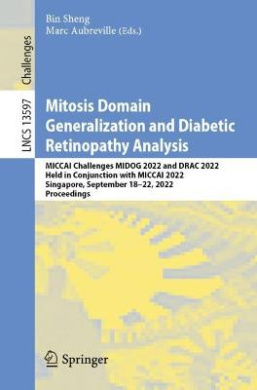 Bin Sheng
Marc Aubreville (Eds.)
LNCS 13597
Challenges
Mitosis Domain
Generalization and Diabetic
Retinopathy Analysis
MICCAI Challenges MIDOG 2022 and DRAC 2022
Held in Conjunction with MICCAI 2022
Singapore, September 18–22, 2022
Proceedings
Springer